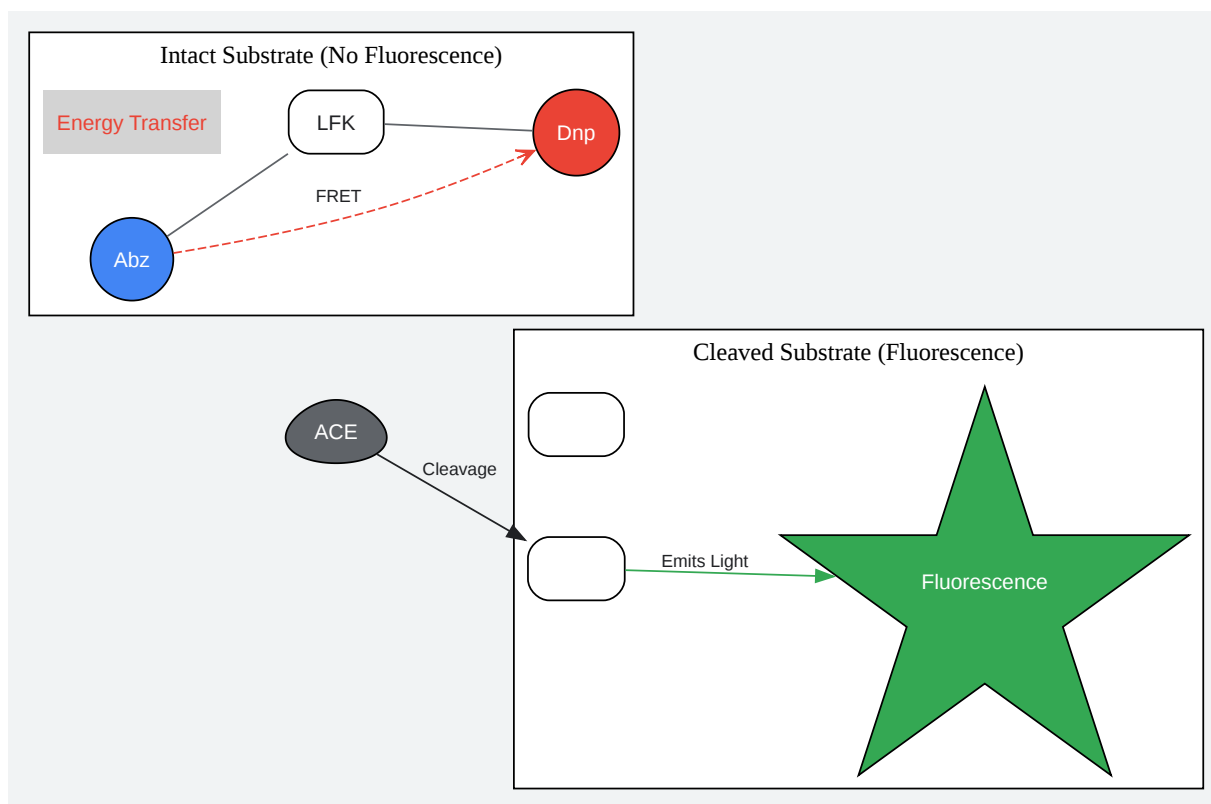 Intact Substrate (No Fluorescence)
Energy Transfer
LFK
Dnp
FRET
Abz
Cleaved Substrate (Fluorescence)
ACE
Cleavage
Emits Light
Fluorescence